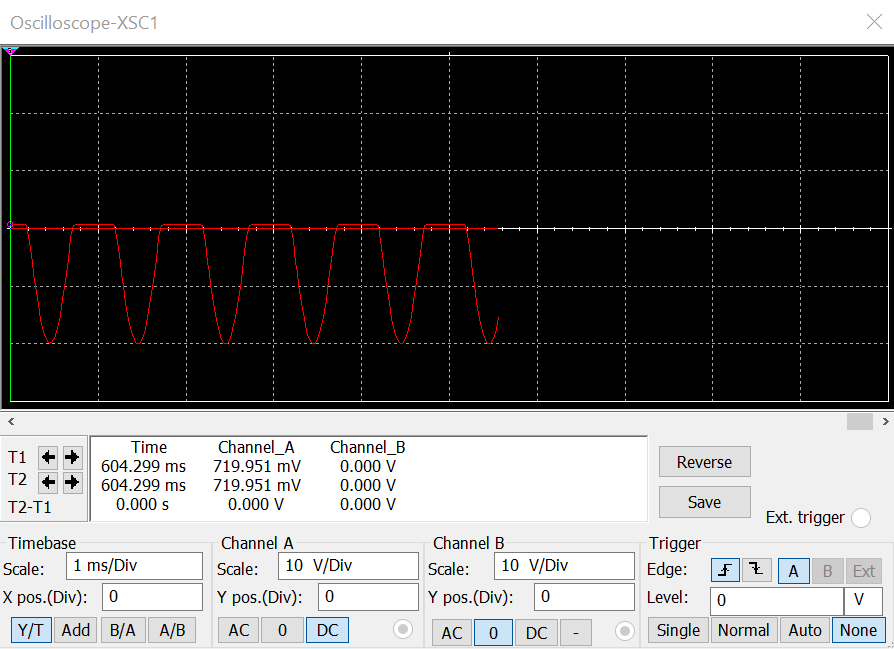 Oscilloscope-XSC1
Time Channel_A Channel_B
T1 604.299 ms 719.951 mV 0.000 V
T2 604.299 ms 719.951 mV 0.000 V
T2-T1 0.000 s 0.000 V 0.000 V
Reverse
Save
Ext. trigger
Timebase
Scale: 1 ms/Div
X pos.(Div): 0
Y/T Add B/A A/B
Channel A
Scale: 10 V/Div
Y pos.(Div): 0
AC 0 DC
Channel B
Scale: 10 V/Div
Y pos.(Div): 0
AC 0 DC -
Trigger
Edge: A B Ext
Level: 0 V
Single Normal Auto None